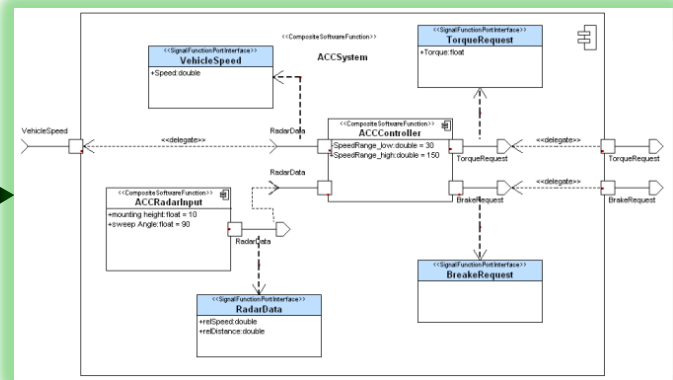 <<CompositeSoftwareFunction>>
ACCSystem
<<SignalFunctionPortInterface>>
VehicleSpeed
+Speed:double
<<SignalFunctionPortInterface>>
TorqueRequest
+Torque:float
VehicleSpeed
<<delegate>>
RadarData
<<CompositeSoftwareFunction>>
ACCController
-SpeedRange_low:double = 30
+SpeedRange_high:double = 150
TorqueRequest
<<delegate>>
TorqueRequest
RadarData
BrakeRequest
<<delegate>>
BrakeRequest
<<CompositeSoftwareFunction>>
ACCRadarInput
+mounting height:float = 10
+sweep Angle:float = 90
RadarData
<<SignalFunctionPortInterface>>
BreakeRequest
<<SignalFunctionPortInterface>>
RadarData
+relSpeed:double
+relDistance:double